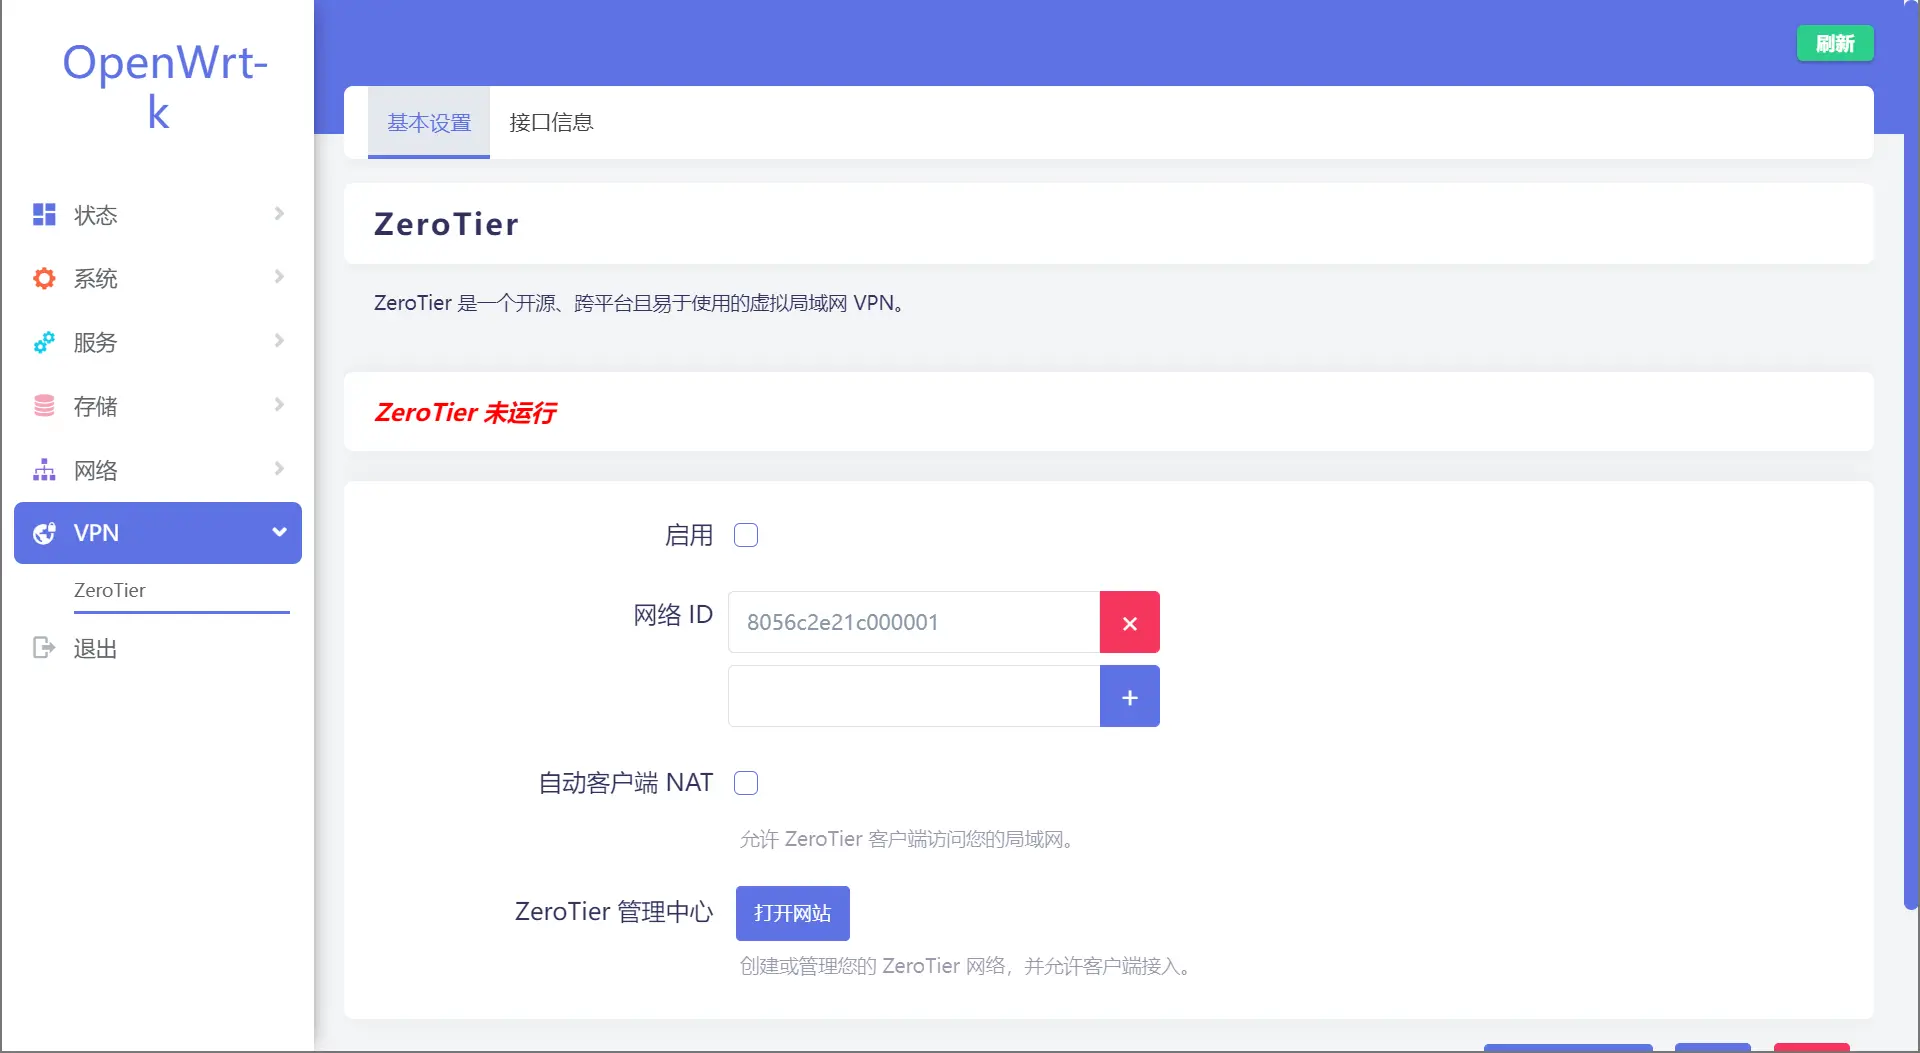 OpenWrt-
k
刷新
基本设置
接口信息
状态
系统
服务
存储
网络
VPN
ZeroTier
退出
ZeroTier
ZeroTier 是一个开源、跨平台且易于使用的虚拟局域网 VPN。
ZeroTier 未运行
启用
网络 ID
8056c2e21c000001
自动客户端 NAT
允许 ZeroTier 客户端访问您的局域网。
ZeroTier 管理中心
打开网站
创建或管理您的 ZeroTier 网络，并允许客户端接入。